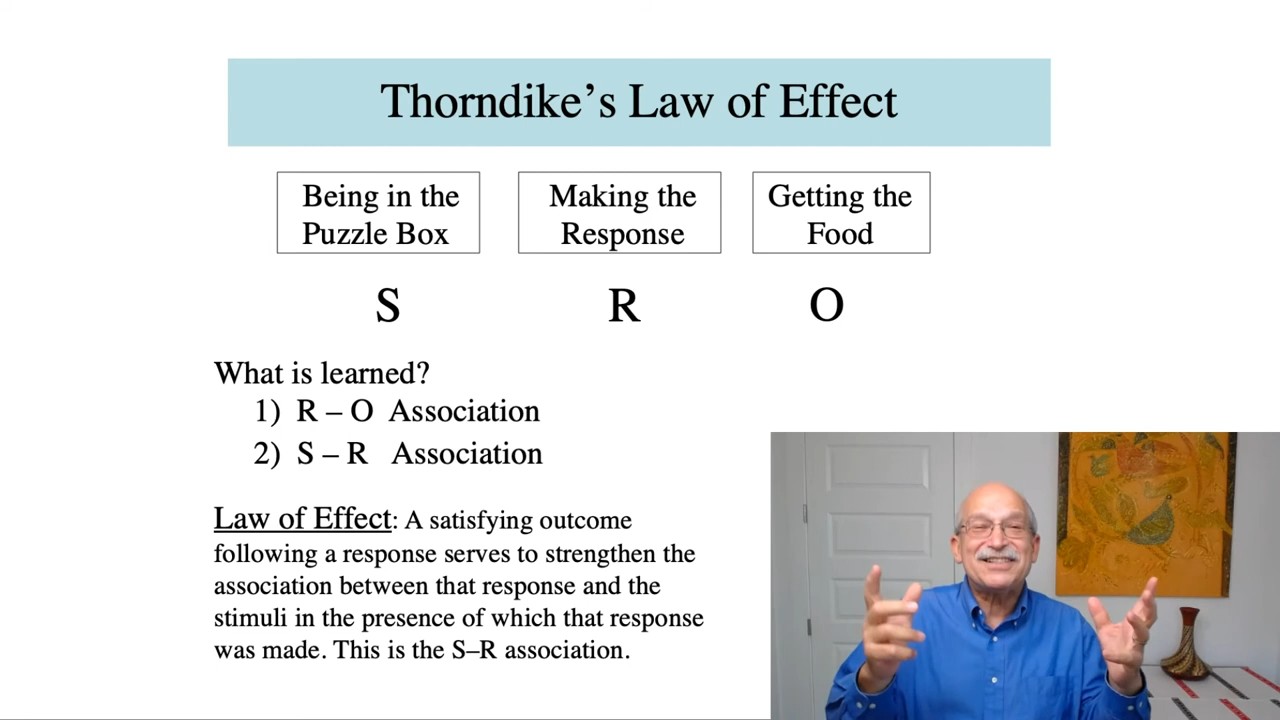 Thorndike’s Law of Effect
Being in the
Puzzle Box
Making the
Response
Getting the
Food
S
R
O
What is learned?
1) R – O Association
2) S – R Association
Law of Effect: A satisfying outcome
following a response serves to strengthen the
association between that response and the
stimuli in the presence of which that response
was made. This is the S–R association.